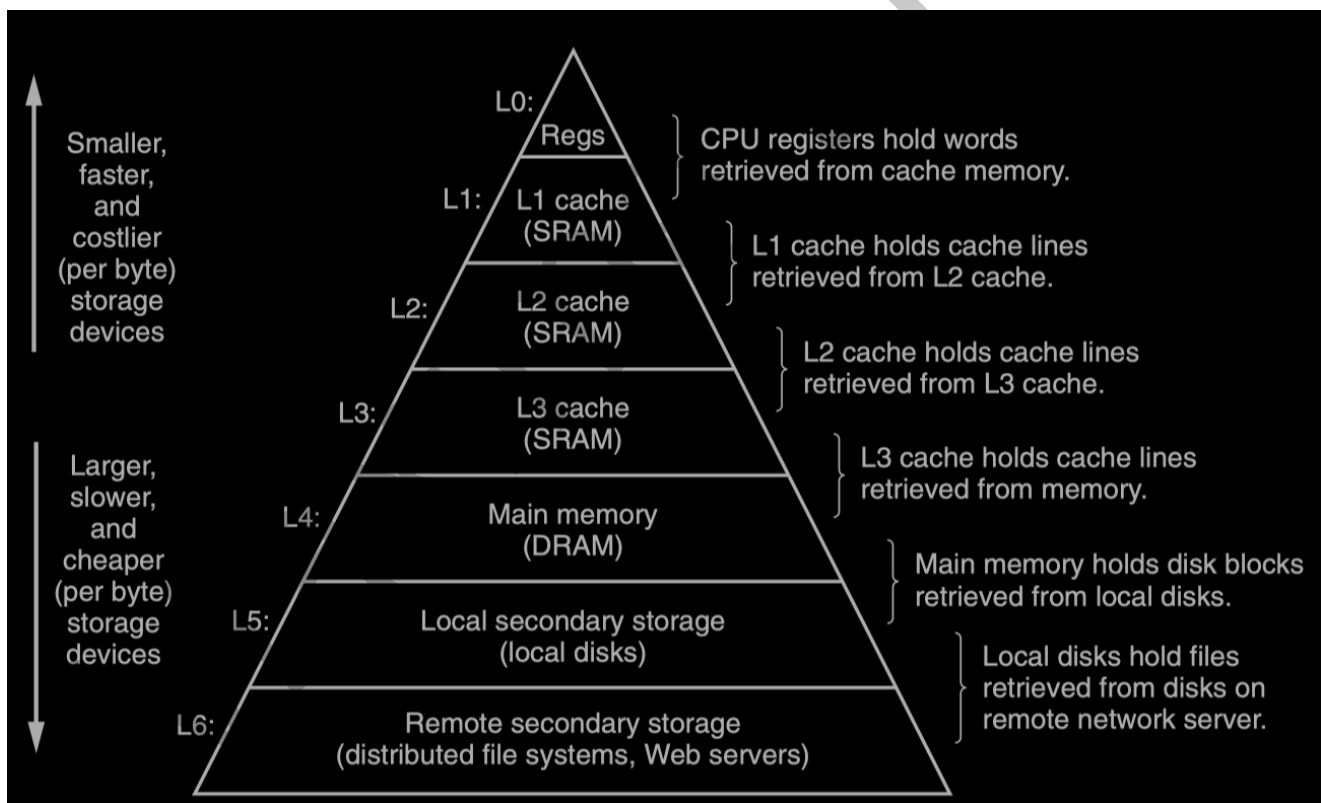 Smaller,
faster,
and
costlier
(per byte)
storage
devices
Larger,
slower,
and
cheaper
(per byte)
storage
devices
L0:
Regs
L1:
L1 cache
(SRAM)
L2:
L2 cache
(SRAM)
L3:
L3 cache
(SRAM)
L4:
Main memory
(DRAM)
L5:
Local secondary storage
(local disks)
L6:
Remote secondary storage
(distributed file systems, Web servers)
CPU registers hold words
retrieved from cache memory.
L1 cache holds cache lines
retrieved from L2 cache.
L2 cache holds cache lines
retrieved from L3 cache.
L3 cache holds cache lines
retrieved from memory.
Main memory holds disk blocks
retrieved from local disks.
Local disks hold files
retrieved from disks on
remote network server.